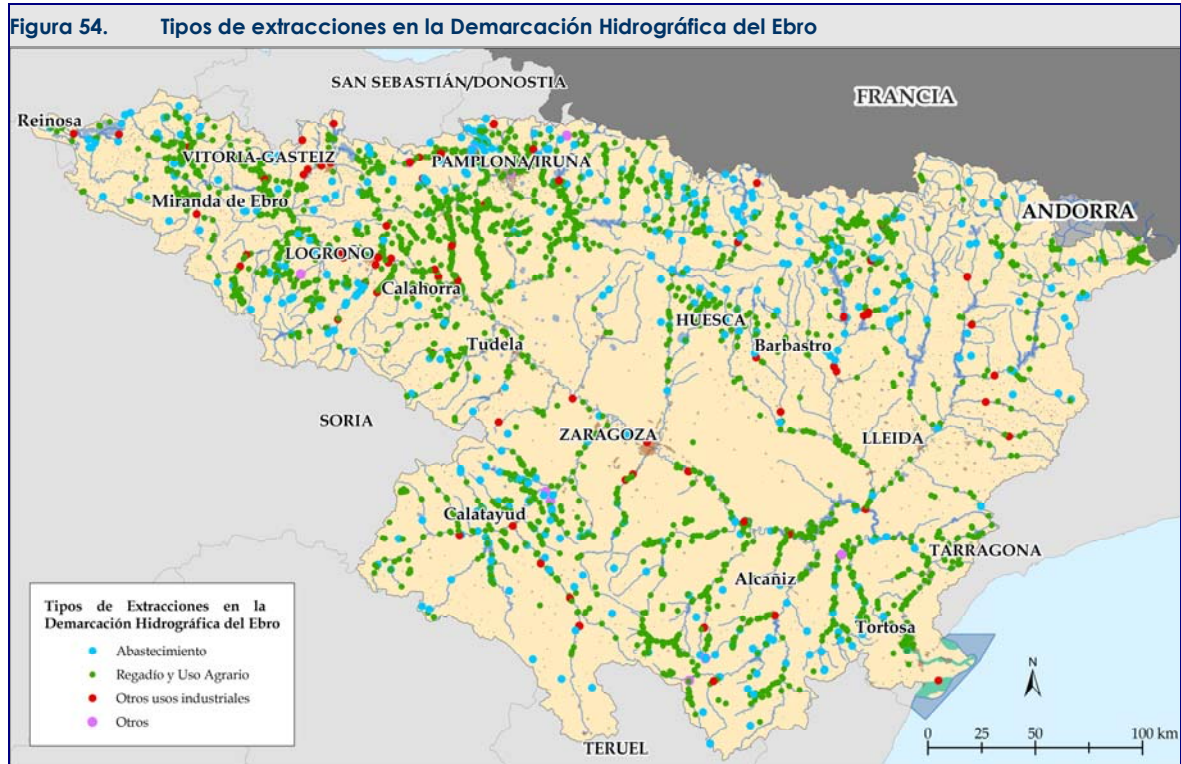 Figura 54. Tipos de extracciones en la Demarcación Hidrográfica del Ebro
SAN SEBASTIÁN/DONOSTIA
FRANCIA
Reinosa
VITORIA-GASTEIZ
PAMPLONA/IRUÑA
Miranda de Ebro
ANDORRA
LOGROÑO
Calahorra
HUESCA
Tudela
Barbastro
SORIA
ZARAGOZA
LLEIDA
Calatayud
TARRAGONA
Alcañiz
Tortosa
TERUEL
Tipos de Extracciones en la
Demarcación Hidrográfica del Ebro
Abastecimiento
Regadío y Uso Agrario
Otros usos industriales
Otros
N
0 25 50 100 km